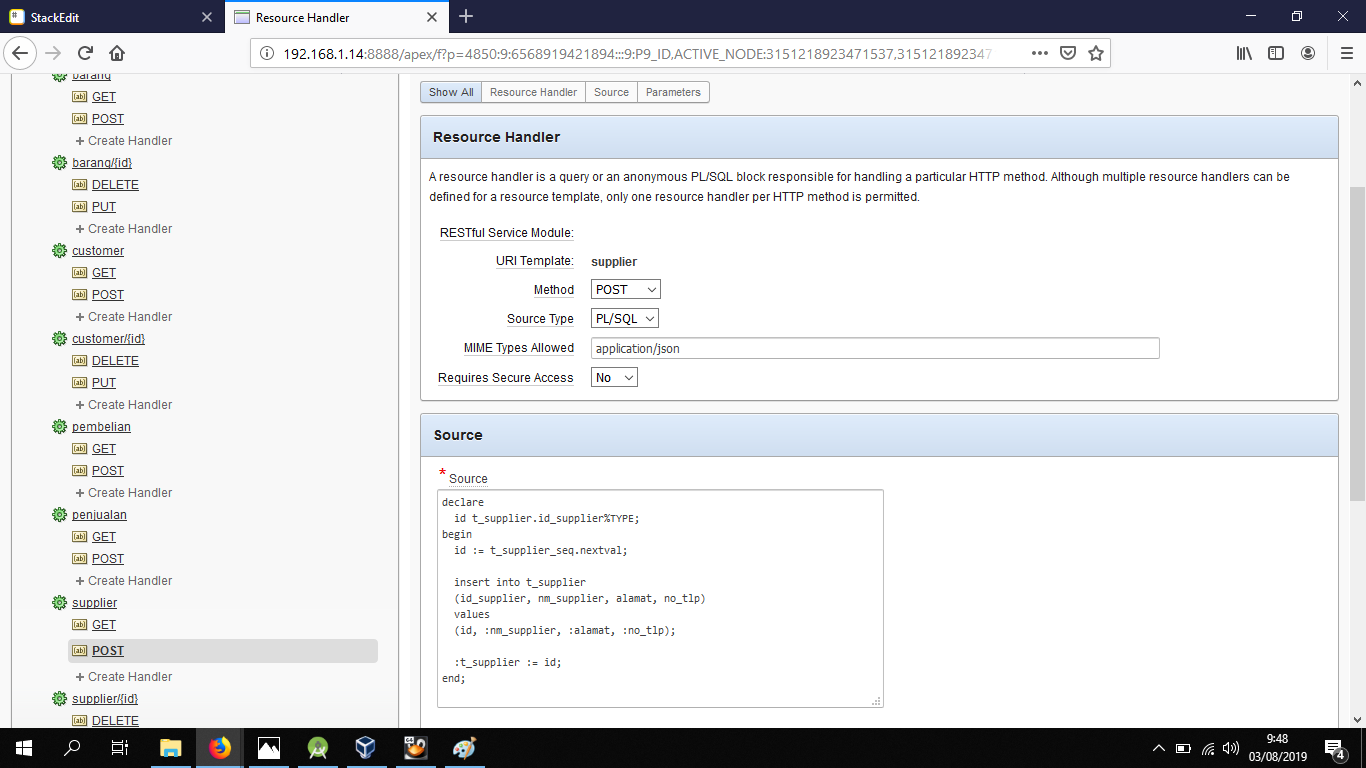 StackEdit
Resource Handler
192.168.1.14:8888/apex/f?p=4850:9:6568919421894:::9:P9_ID,ACTIVE_NODE:3151218923471537,315121892347
barang
GET
POST
Create Handler
barang/{id}
DELETE
PUT
Create Handler
customer
GET
POST
Create Handler
customer/{id}
DELETE
PUT
Create Handler
pembelian
GET
POST
Create Handler
penjualan
GET
POST
Create Handler
supplier
GET
POST
Create Handler
supplier/{id}
DELETE
Show All Resource Handler Source Parameters
Resource Handler
A resource handler is a query or an anonymous PL/SQL block responsible for handling a particular HTTP method. Although multiple resource handlers can be
defined for a resource template, only one resource handler per HTTP method is permitted.
RESTful Service Module:
URI Template: supplier
Method POST
Source Type PL/SQL
MIME Types Allowed application/json
Requires Secure Access No
Source
* Source
declare
id t_supplier.id_supplier%TYPE;
begin
id := t_supplier_seq.nextval;
insert into t_supplier
(id_supplier, nm_supplier, alamat, no_tlp)
values
(id, :nm_supplier, :alamat, :no_tlp);
:t_supplier := id;
end;
9:48
03/08/2019
4